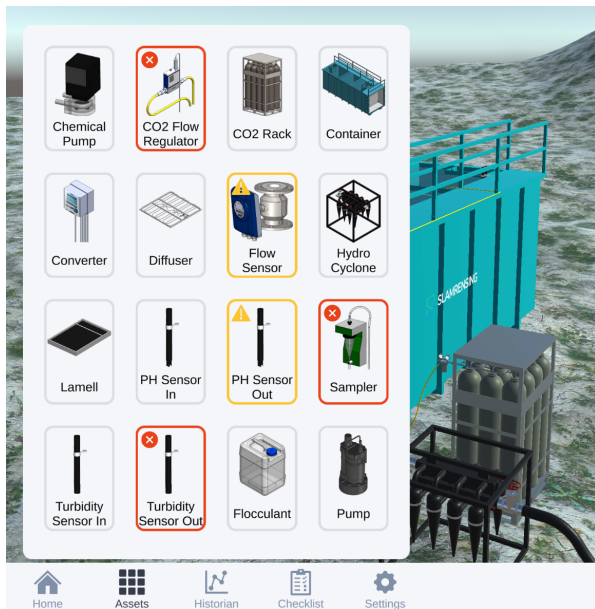 Chemical
Pump
CO2 Flow
Regulator
CO2 Rack
Container
Converter
Diffuser
Flow
Sensor
Hydro
Cyclone
Lamell
PH Sensor
In
PH Sensor
Out
Sampler
Turbidity
Sensor In
Turbidity
Sensor Out
Flocculant
Pump
SLAMRENSING
Home
Assets
Historian
Checklist
Settings